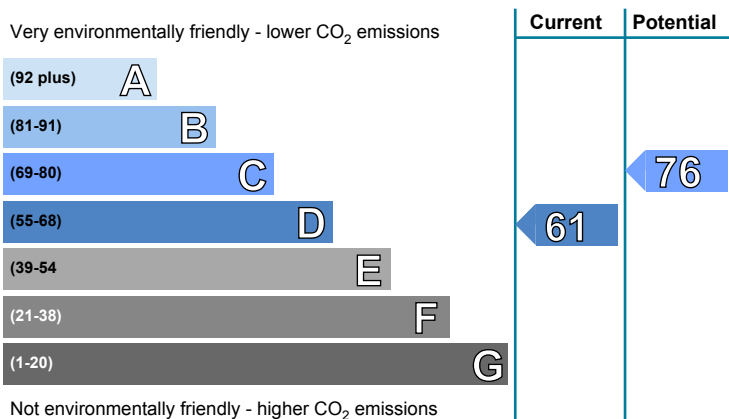 Current Potential
Very environmentally friendly - lower CO2 emissions
(92 plus) A
(81-91) B
(69-80) C 76
(55-68) D 61
(39-54 E
(21-38) F
(1-20) G
Not environmentally friendly - higher CO2 emissions